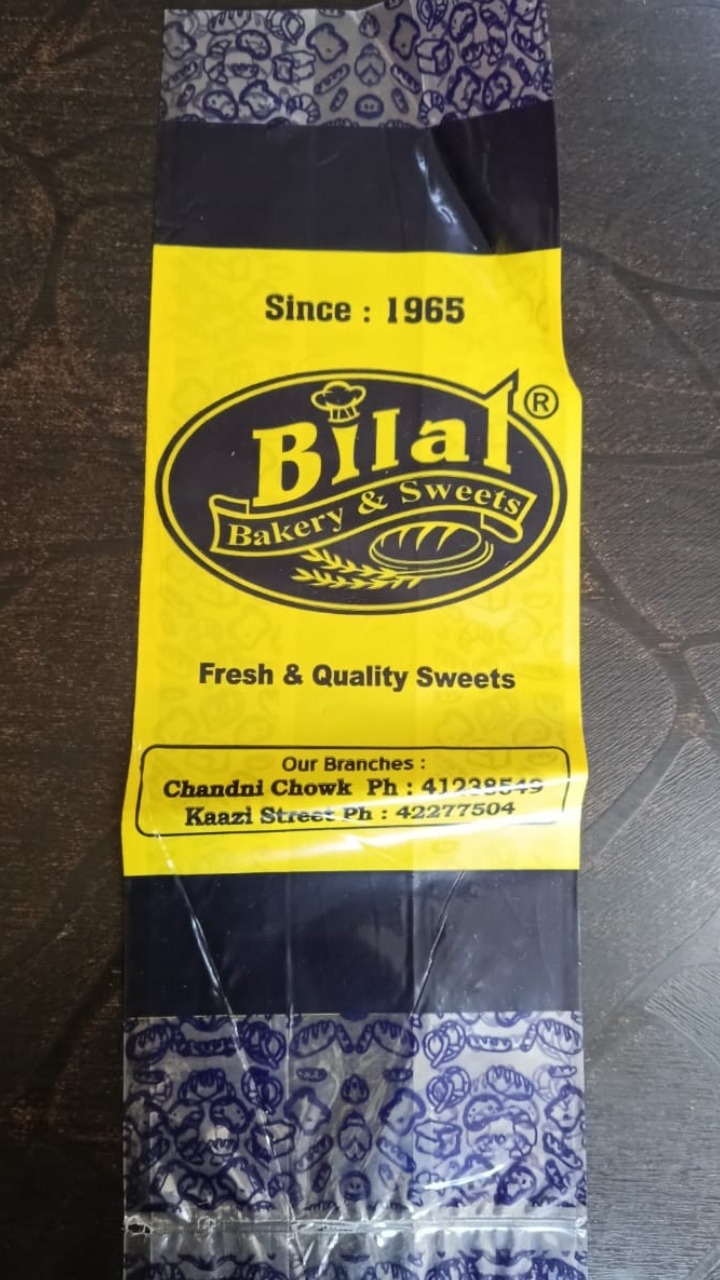 Since : 1965
Bilal ®
Bakery & Sweets
Fresh & Quality Sweets
Our Branches :
Chandni Chowk Ph : 41238549
Kaazi Street Ph : 42277504